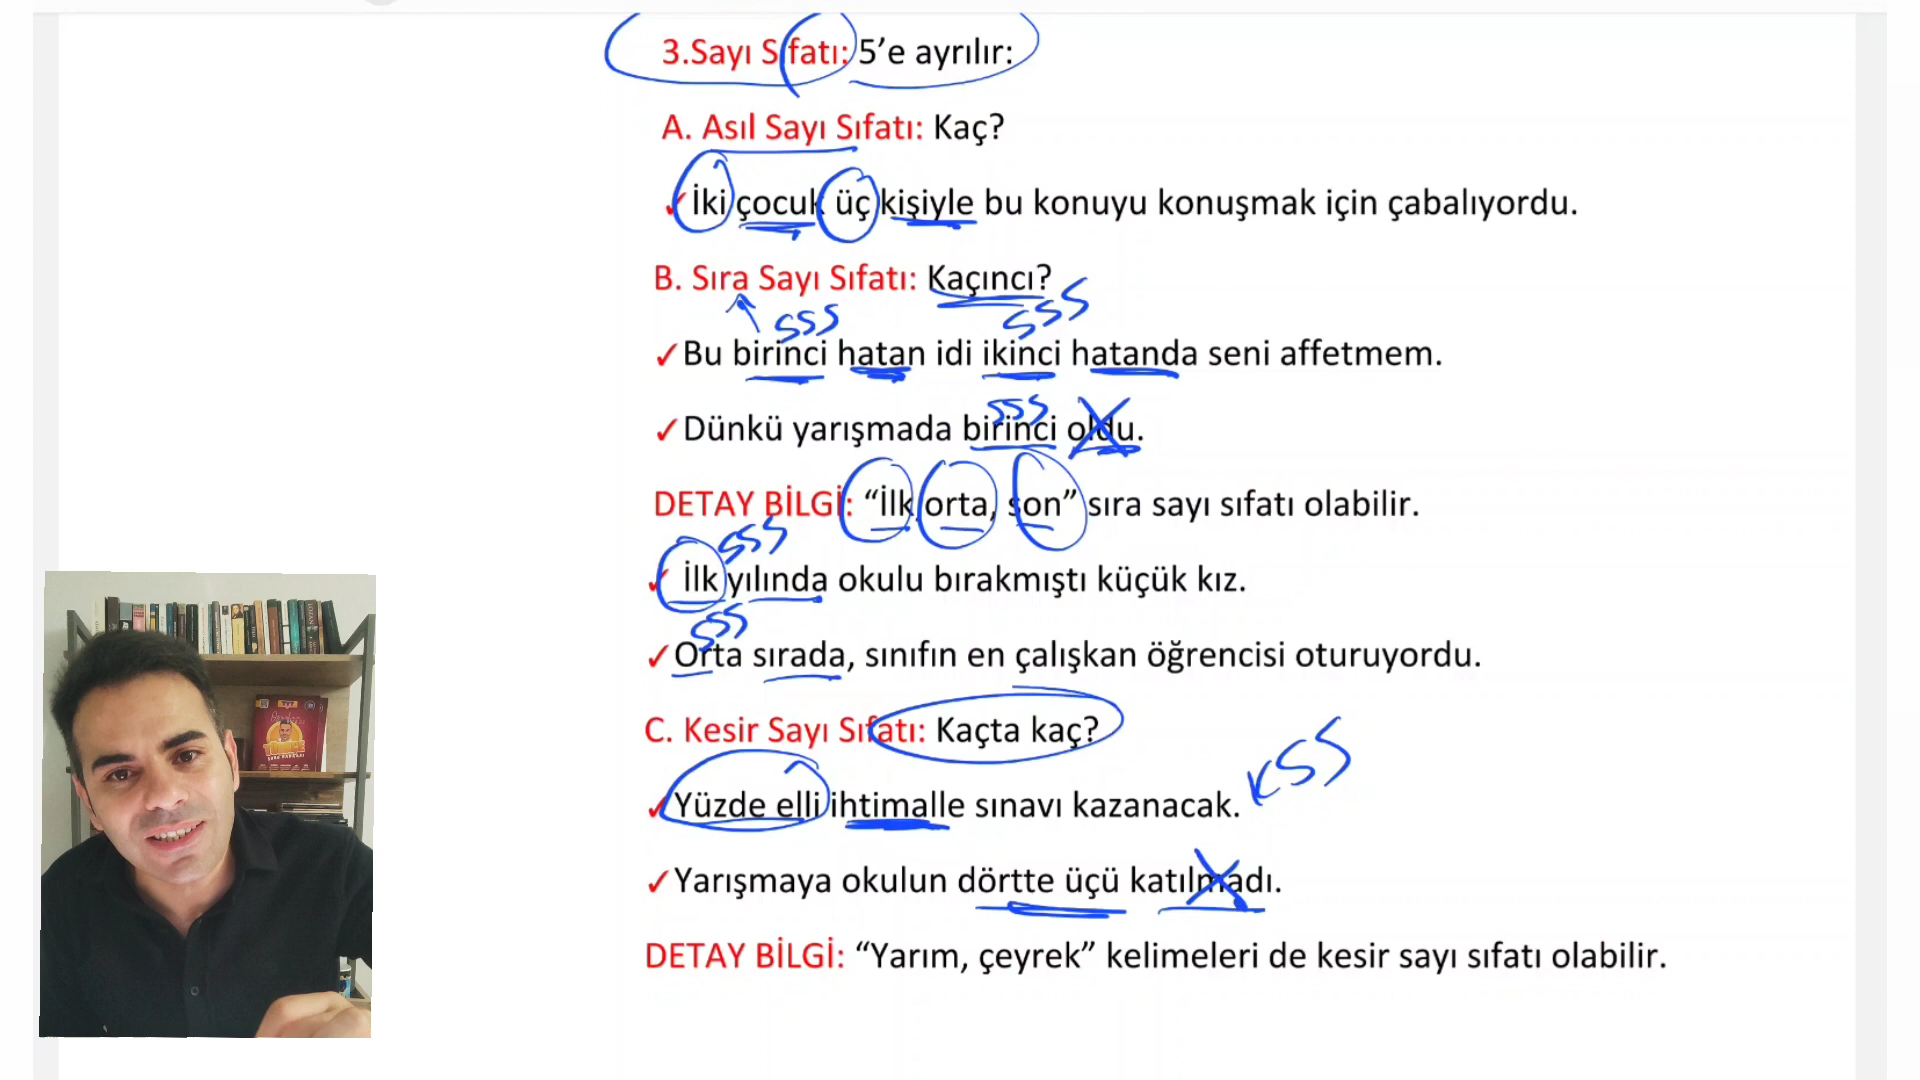 3.Sayı Sıfatı: 5’e ayrılır:
A. Asıl Sayı Sıfatı: Kaç?
✓İki çocuk üç kişiyle bu konuyu konuşmak için çabalıyordu.
B. Sıra Sayı Sıfatı: Kaçıncı?
SSS SSS
✓Bu birinci hatan idi ikinci hatanda seni affetmem.
SSS
✓Dünkü yarışmada birinci oldu.
DETAY BİLGİ: “İlk, orta, son” sıra sayı sıfatı olabilir.
SSS
✓İlk yılında okulu bırakmıştı küçük kız.
SSS
✓Orta sırada, sınıfın en çalışkan öğrencisi oturuyordu.
C. Kesir Sayı Sıfatı: Kaçta kaç?
✓Yüzde elli ihtimalle sınavı kazanacak. KSS
✓Yarışmaya okulun dörtte üçü katılmadı.
DETAY BİLGİ: “Yarım, çeyrek” kelimeleri de kesir sayı sıfatı olabilir.
TYT
TÜRKÇE